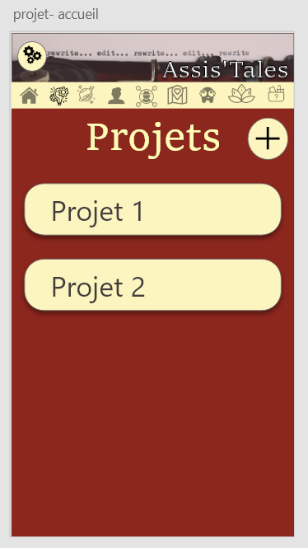 projet- accueil
rewrite... edit... rewrite... edit... rewrite
Assis'Tales
Projets
Projet 1
Projet 2